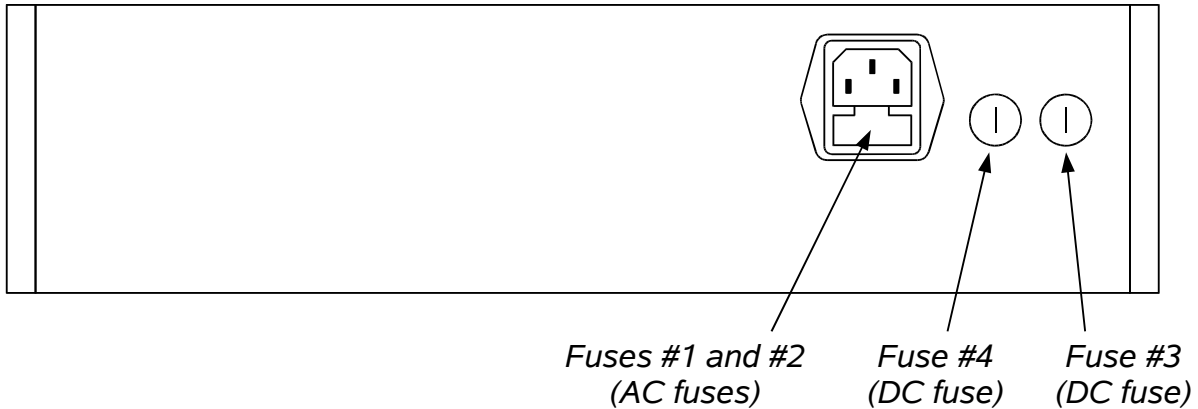 Fuses #1 and #2
(AC fuses)
Fuse #4
(DC fuse)
Fuse #3
(DC fuse)